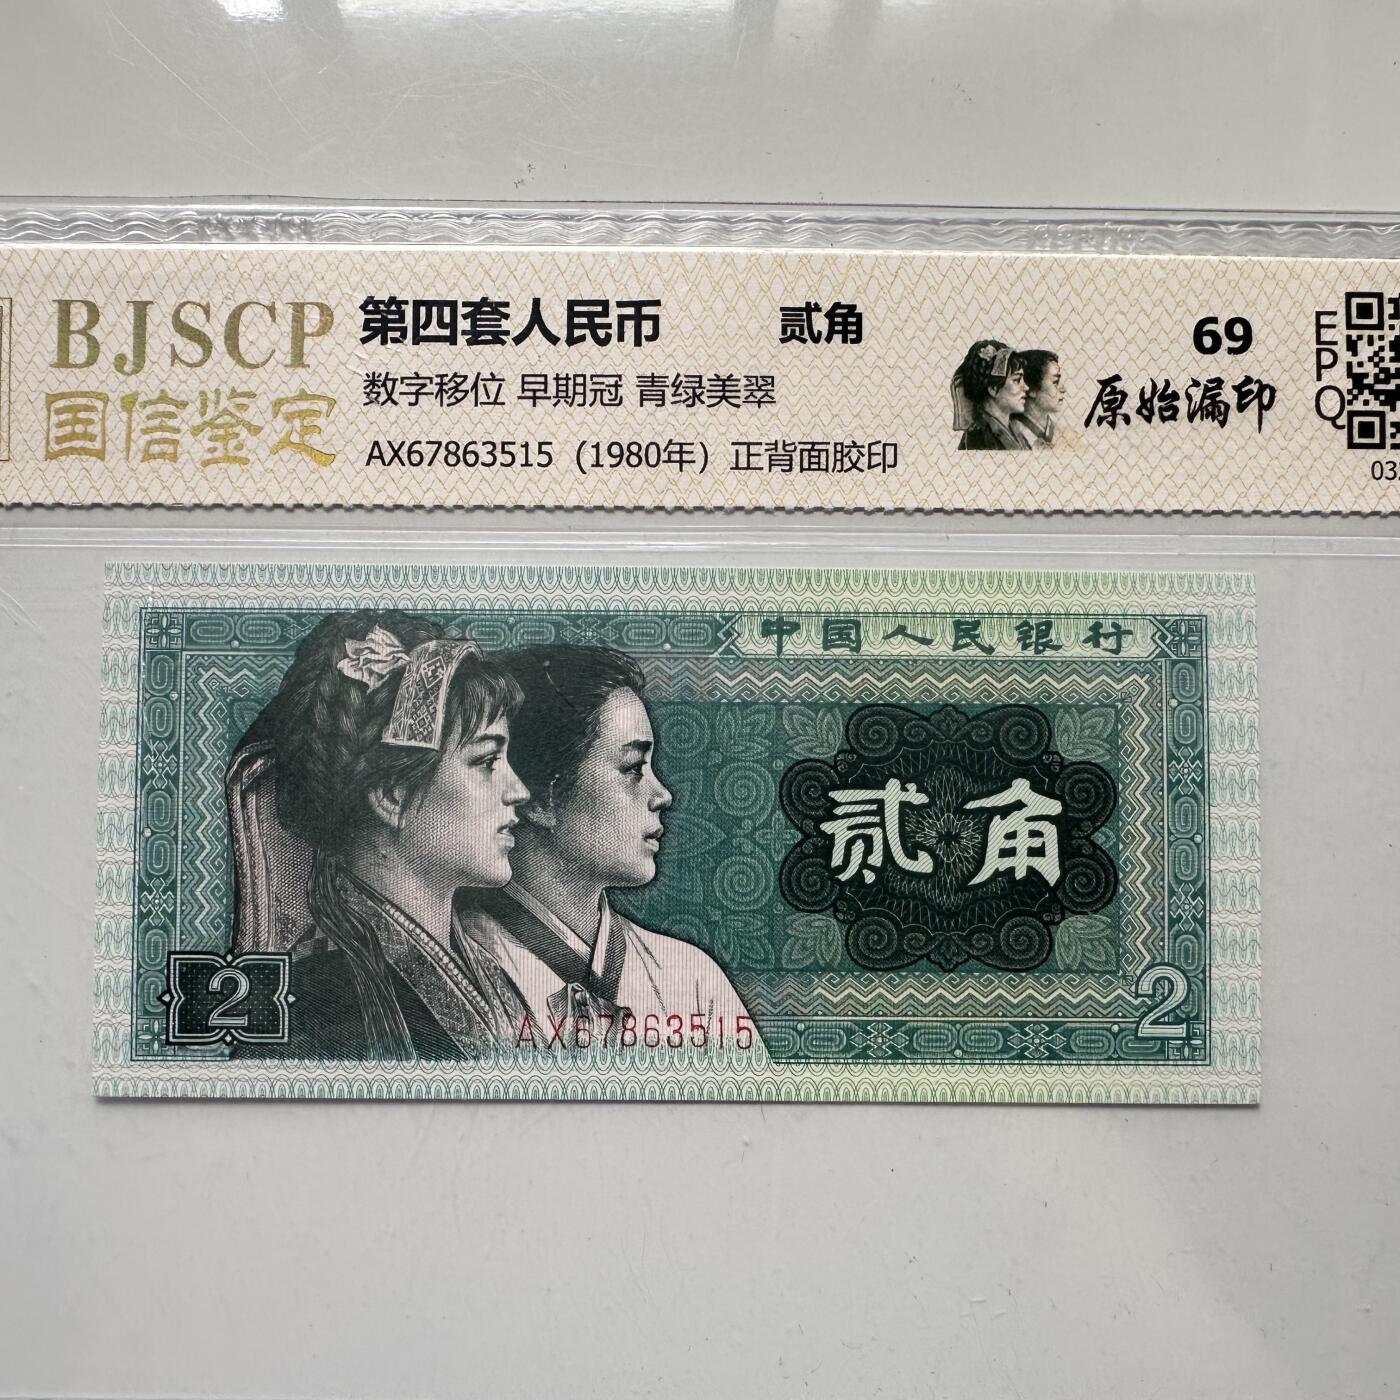 BJSCP
国信鉴定
第四套人民币 贰角
数字移位 早期冠 青绿美翠
AX67863515 (1980年) 正背面胶印
69
原始漏印
EPQ
中国人民银行
贰角
2
AX67863515
2